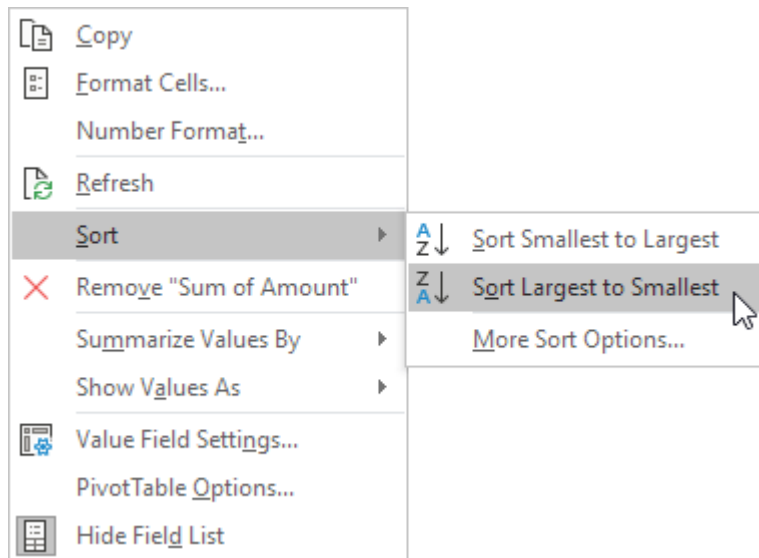 Copy
Format Cells...
Number Format...
Refresh
Sort
Sort Smallest to Largest
Sort Largest to Smallest
More Sort Options...
Remove "Sum of Amount"
Summarize Values By
Show Values As
Value Field Settings...
PivotTable Options...
Hide Field List